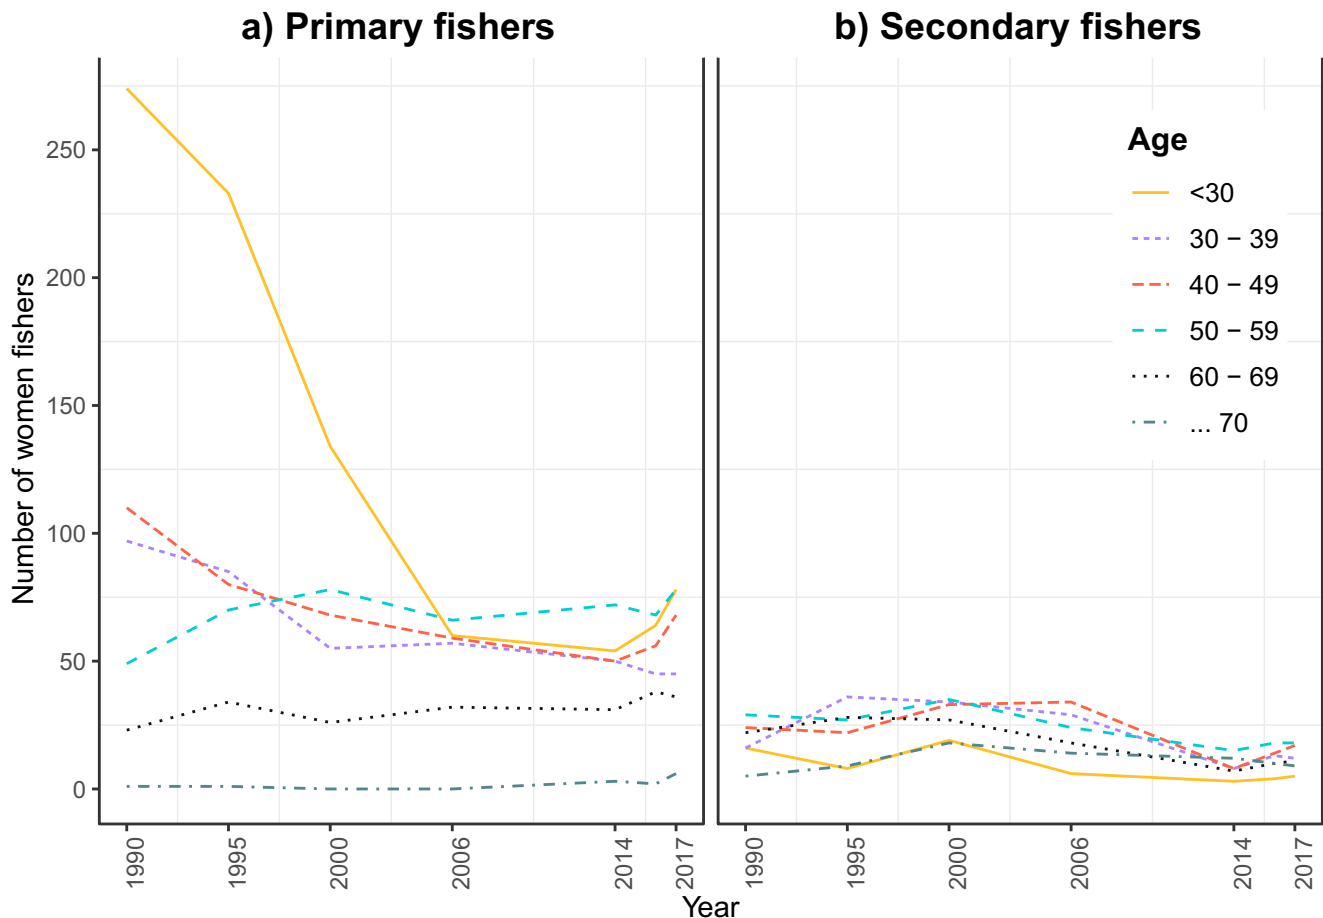 a) Primary fishers
b) Secondary fishers
Number of women fishers
250
200
150
100
50
0
1990
1995
2000
2006
2014
2017
1990
1995
2000
2006
2014
2017
Year
Age
<30
30 − 39
40 − 49
50 − 59
60 − 69
... 70